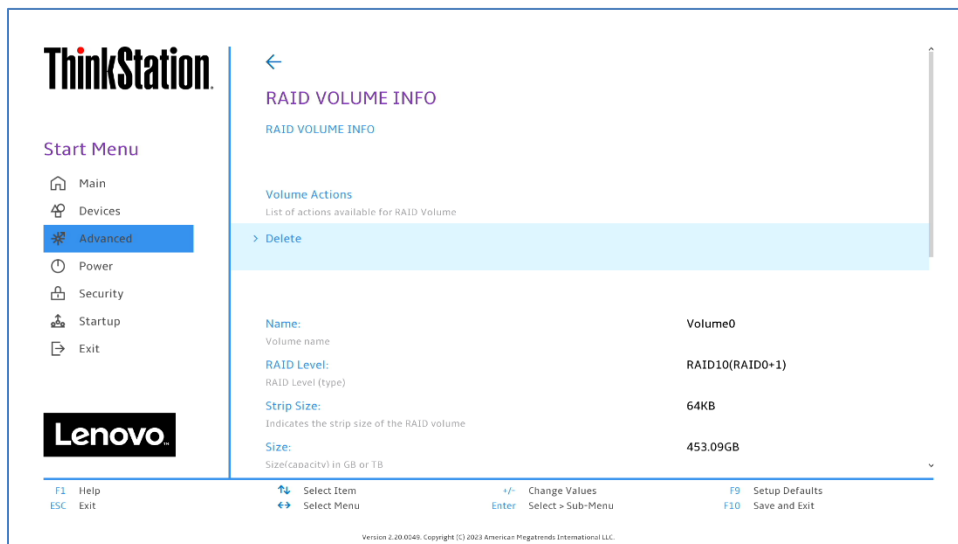 ThinkStation
Start Menu
Main
Devices
Advanced
Power
Security
Startup
Exit
Lenovo
RAID VOLUME INFO
RAID VOLUME INFO
Volume Actions
List of actions available for RAID Volume
> Delete
Name: Volume0
Volume name
RAID Level: RAID10(RAID0+1)
RAID Level (type)
Strip Size: 64KB
Indicates the strip size of the RAID volume
Size: 453.09GB
Size(capacity) in GB or TB
F1 Help ↑↓ Select Item +/- Change Values F9 Setup Defaults
ESC Exit ←→ Select Menu Enter Select > Sub-Menu F10 Save and Exit
Version 2.20.0049. Copyright (C) 2023 American Megatrends International LLC.